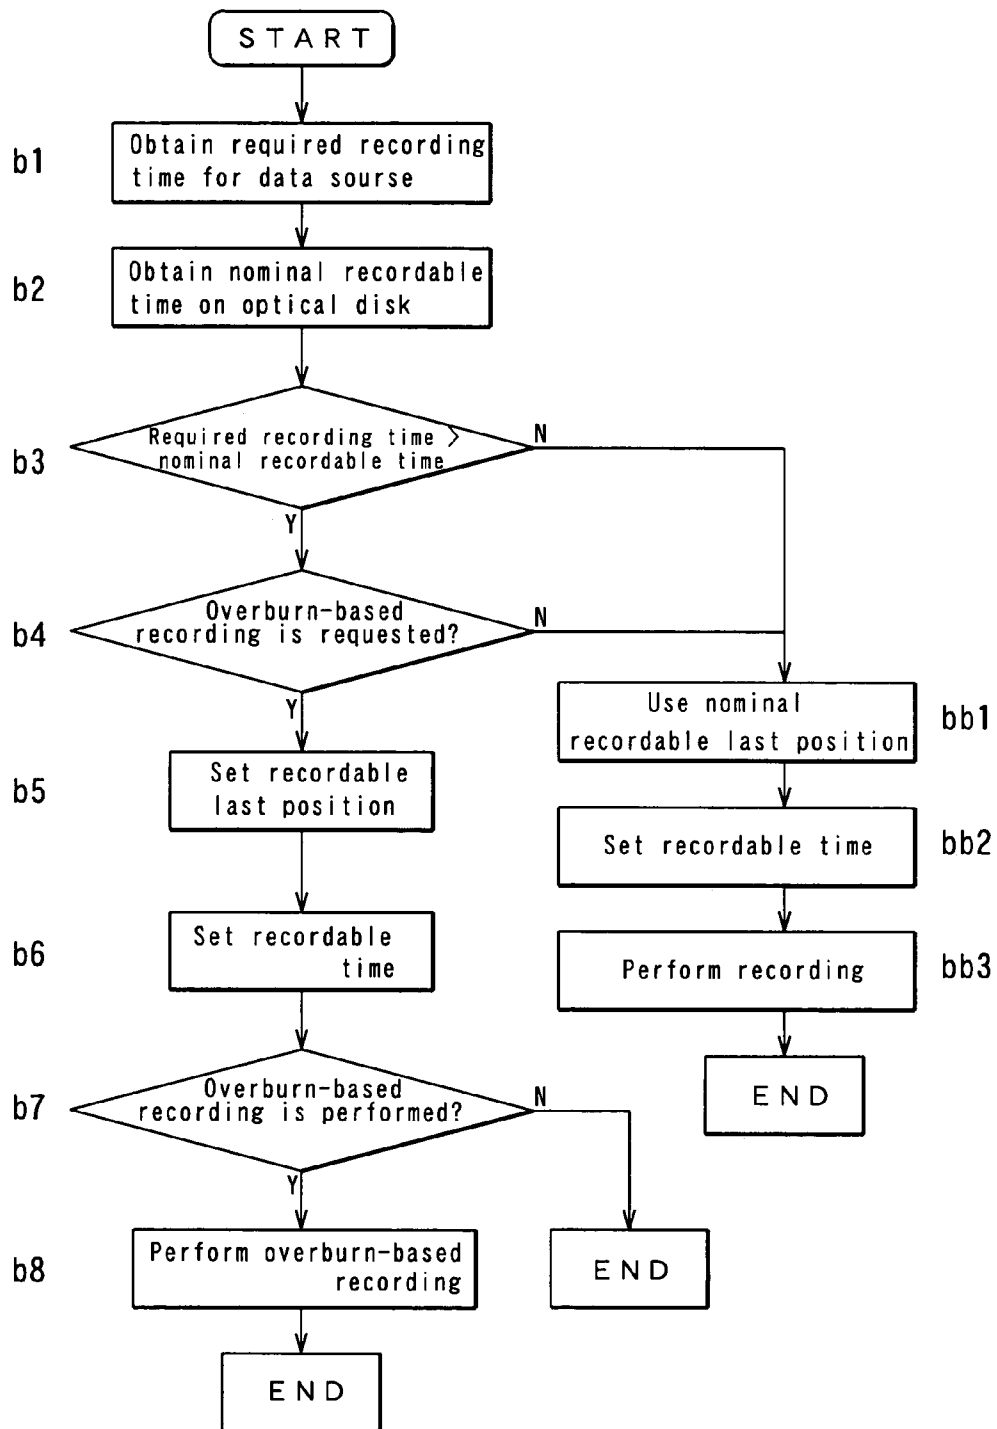 START
b1
Obtain required recording
time for data sourse
b2
Obtain nominal recordable
time on optical disk
b3
Required recording time >
nominal recordable time
N
Y
b4
Overburn-based
recording is requested?
N
Y
Use nominal
recordable last position
bb1
b5
Set recordable
last position
Set recordable time
bb2
b6
Set recordable
time
Perform recording
bb3
END
b7
Overburn-based
recording is performed?
N
Y
b8
Perform overburn-based
recording
END
END